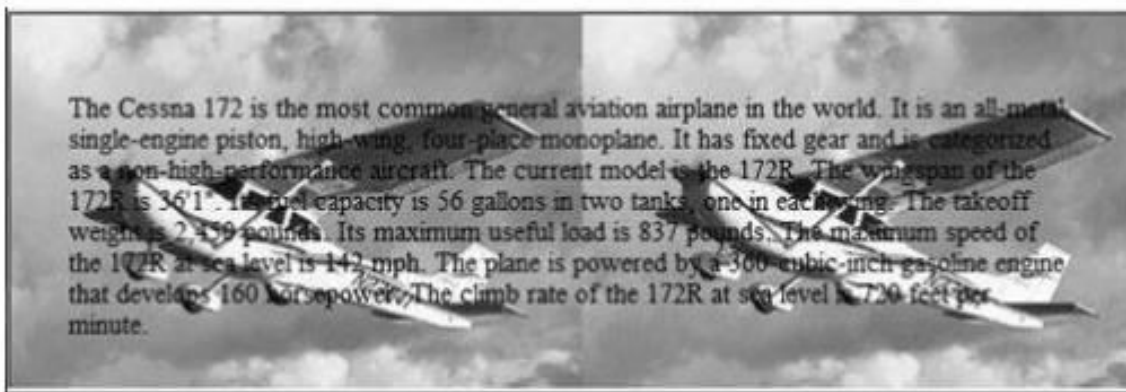 The Cessna 172 is the most common general aviation airplane in the world. It is an all-metal,
single-engine piston, high-wing, four-place monoplane. It has fixed gear and is categorized
as a non-high-performance aircraft. The current model is the 172R. The wingspan of the
172R is 36'1". Its fuel capacity is 56 gallons in two tanks, one in each wing. The takeoff
weight is 2,459 pounds. Its maximum useful load is 837 pounds. The maximum speed of
the 172R at sea level is 142 mph. The plane is powered by a 360-cubic-inch gasoline engine
that develops 160 horsepower. The climb rate of the 172R at sea level is 720 feet per
minute.